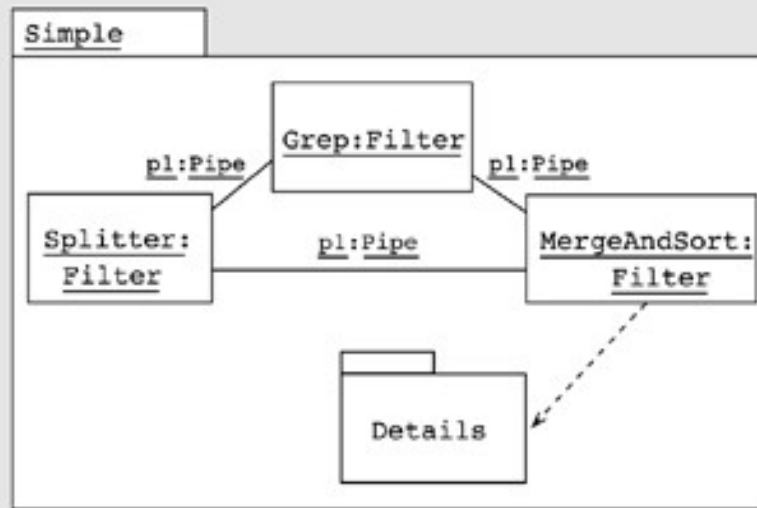 Simple
Grep:Filter
p1:Pipe
p1:Pipe
Splitter:
Filter
p1:Pipe
MergeAndSort:
Filter
Details